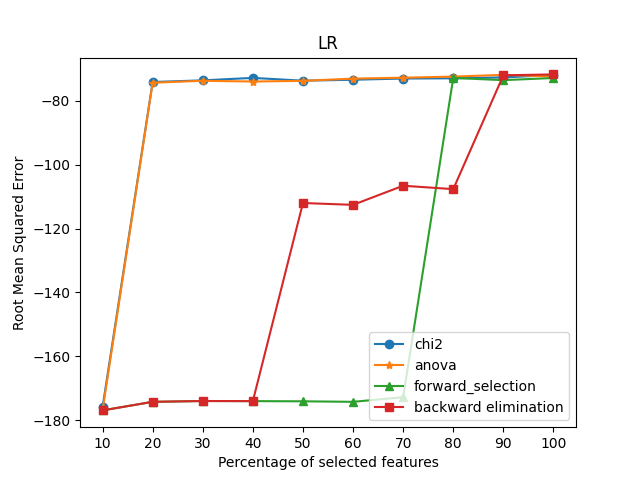 LR
Root Mean Squared Error
−80
−100
−120
−140
−160
−180
10 20 30 40 50 60 70 80 90 100
Percentage of selected features
chi2
anova
forward_selection
backward elimination